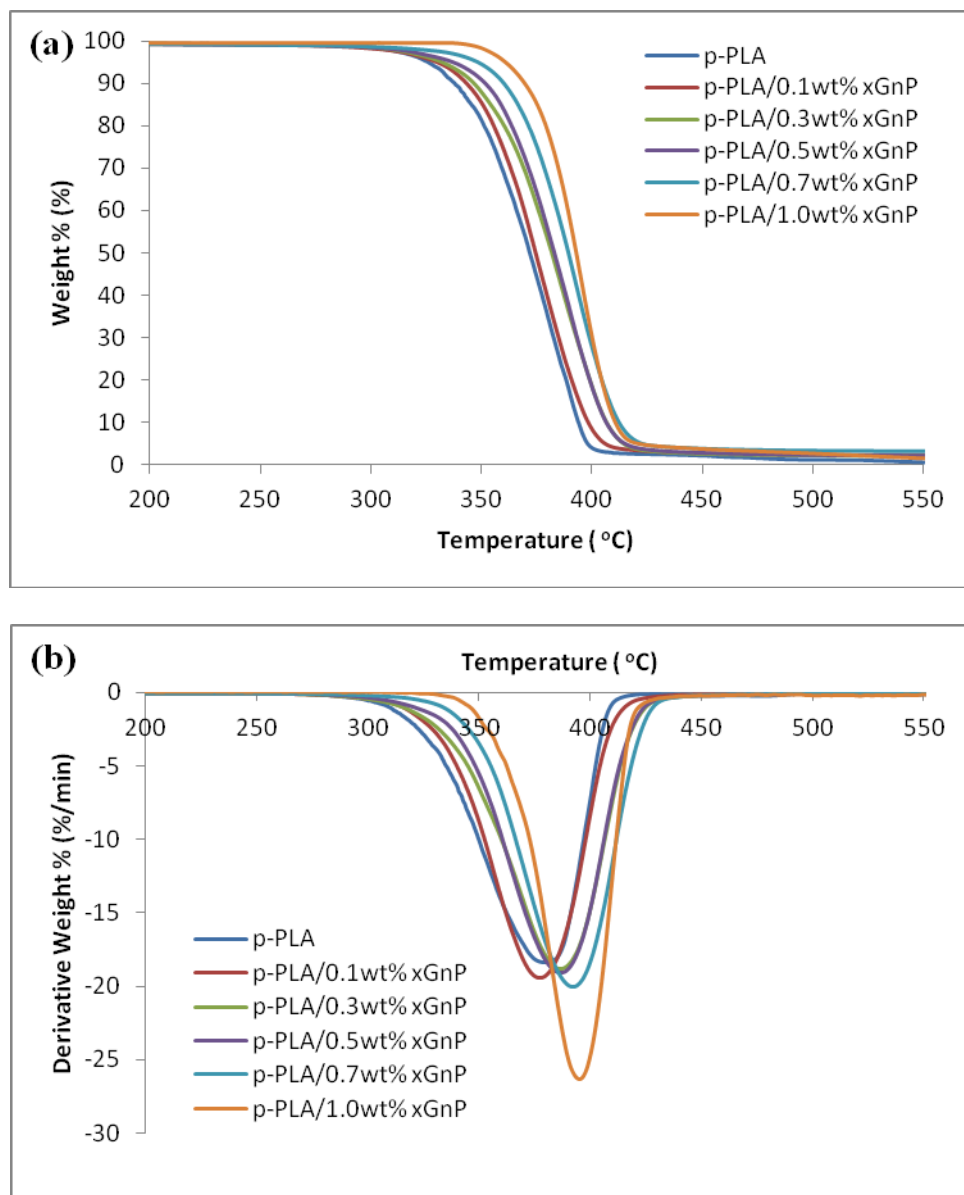 (a)
100
90
80
70
60
50
40
30
20
10
0
Weight % (%)
p-PLA
p-PLA/0.1wt% xGnP
p-PLA/0.3wt% xGnP
p-PLA/0.5wt% xGnP
p-PLA/0.7wt% xGnP
p-PLA/1.0wt% xGnP
200 250 300 350 400 450 500 550
Temperature ( °C)
(b)
Temperature ( °C)
0
200 250 300 350 400 450 500 550
-5
-10
-15
-20
-25
-30
Derivative Weight % (%/min)
p-PLA
p-PLA/0.1wt% xGnP
p-PLA/0.3wt% xGnP
p-PLA/0.5wt% xGnP
p-PLA/0.7wt% xGnP
p-PLA/1.0wt% xGnP